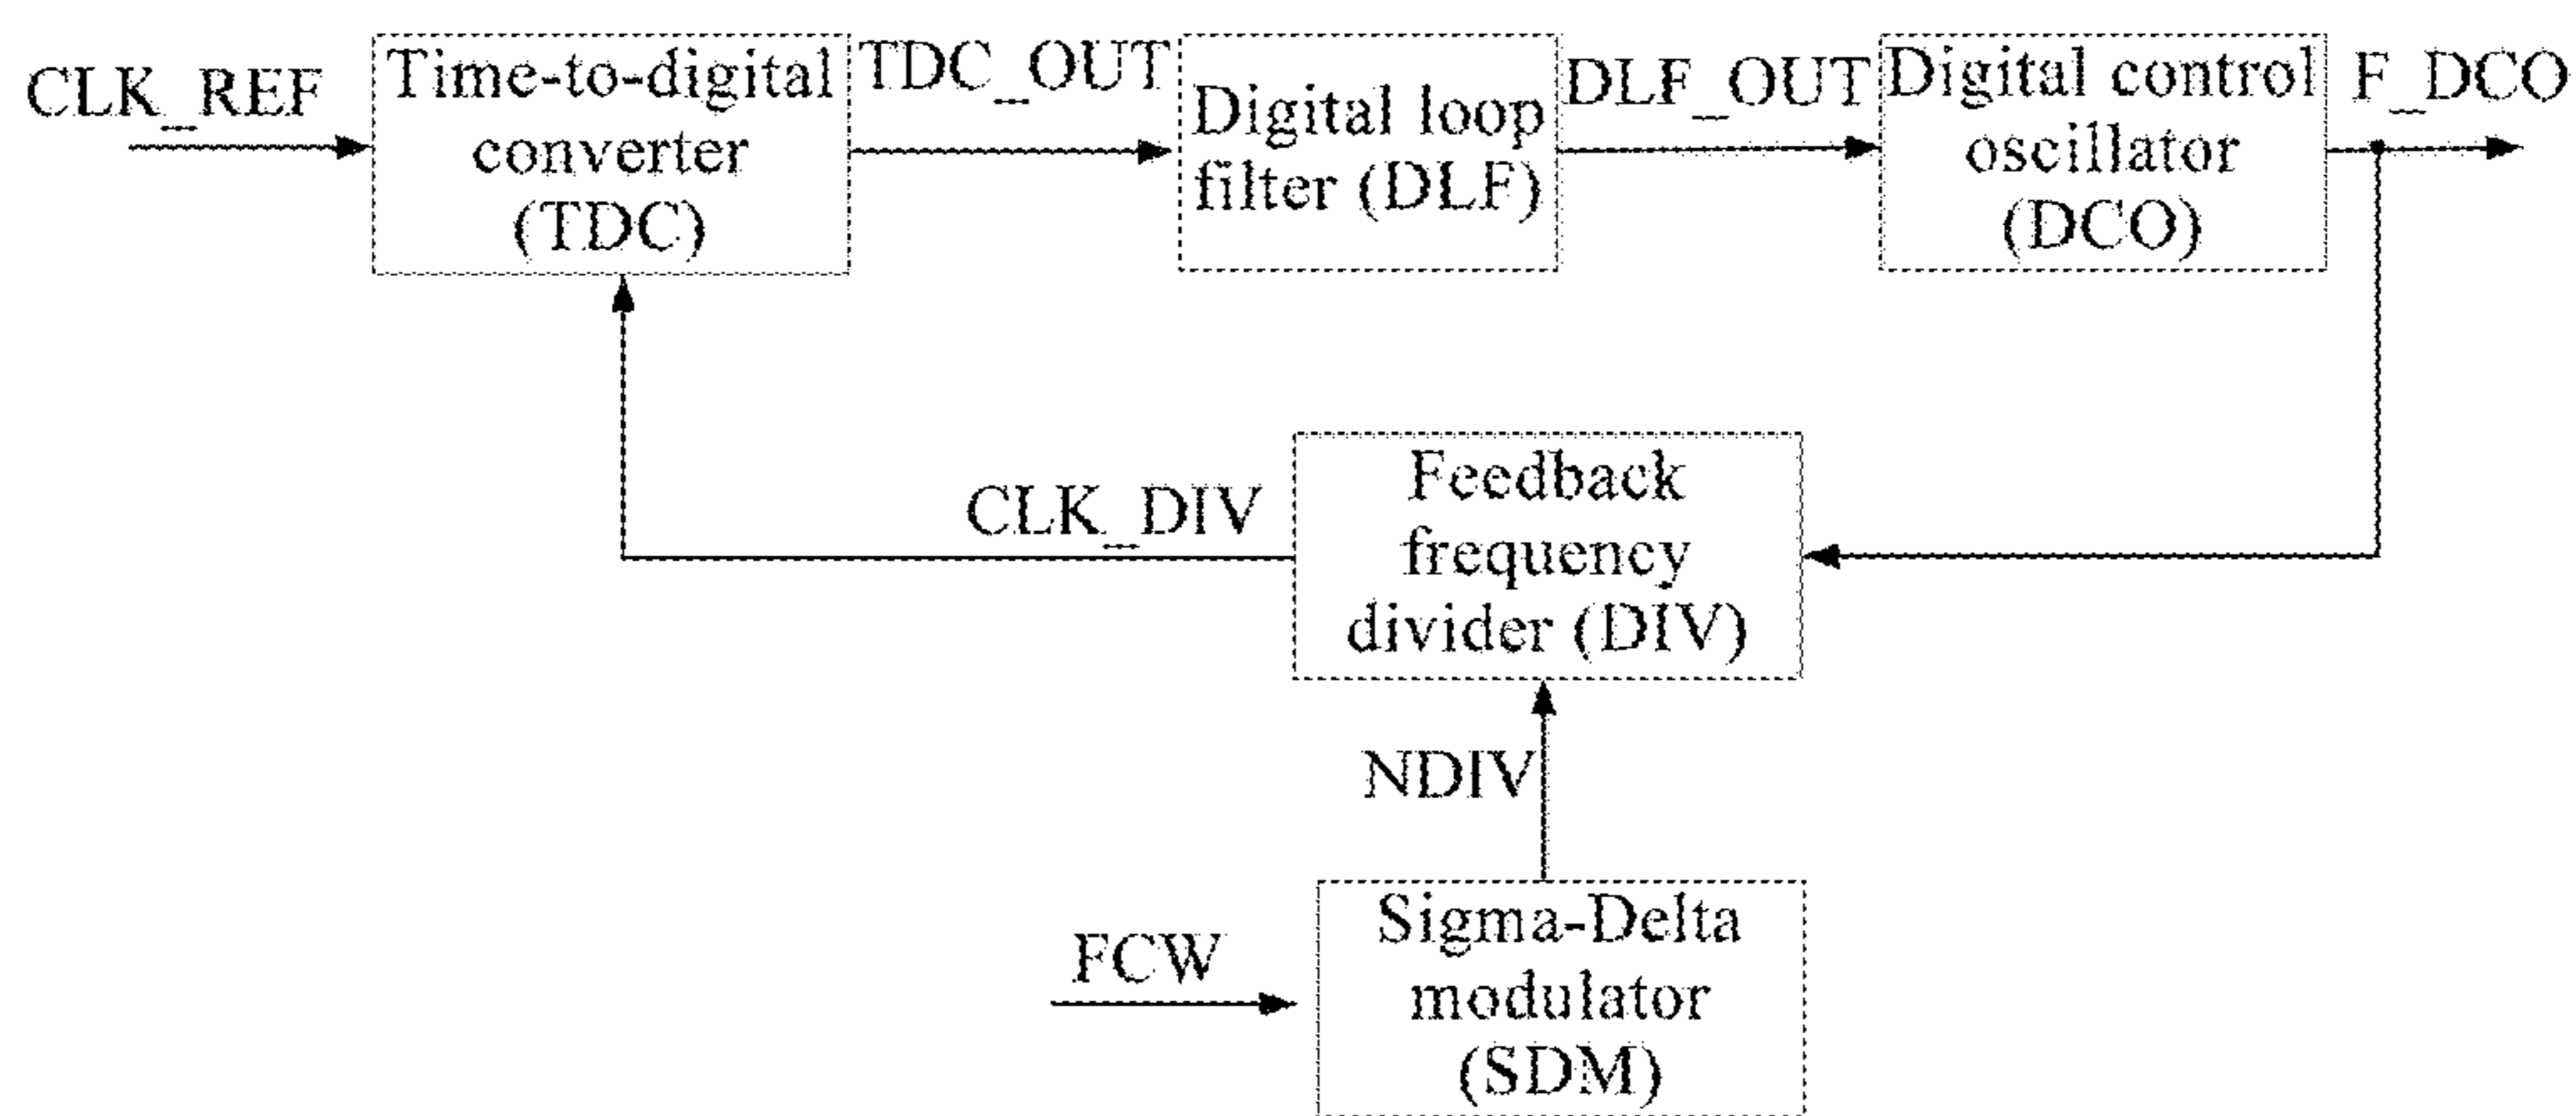 CLK_REF
Time-to-digital
converter
(TDC)
TDC_OUT
Digital loop
filter (DLF)
DLF_OUT
Digital control
oscillator
(DCO)
F_DCO
CLK_DIV
Feedback
frequency
divider (DIV)
NDIV
FCW
Sigma-Delta
modulator
(SDM)